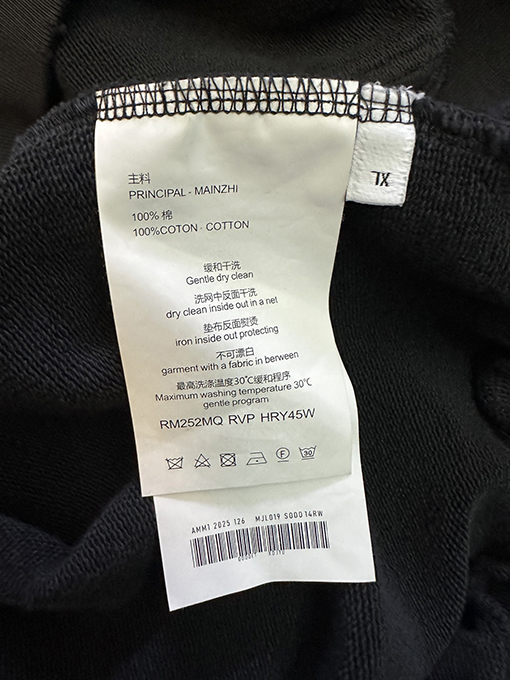 主料
PRINCIPAL - MAINZHI
100% 棉
100%COTON - COTTON
缓和干洗
Gentle dry clean
洗网中反面干洗
dry clean inside out in a net
垫布反面熨烫
iron inside out protecting
不可漂白
garment with a fabric in berween
最高洗涤温度30℃缓和程序
Maximum washing temperature 30℃
gentle program
RM252MQ RVP HRY45W
F
30
AMM1 2025 126 MJL019 SODD 14RW
XL